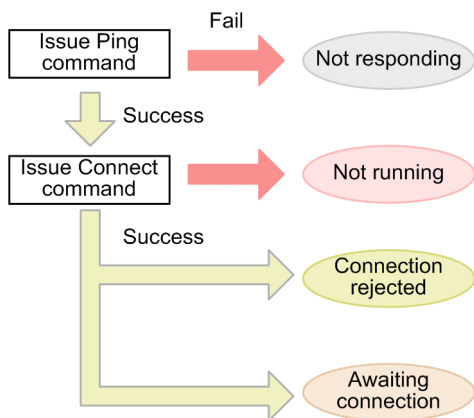 Fail
Issue Ping
command
Not responding
Success
Issue Connect
command
Not running
Success
Connection
rejected
Awaiting
connection